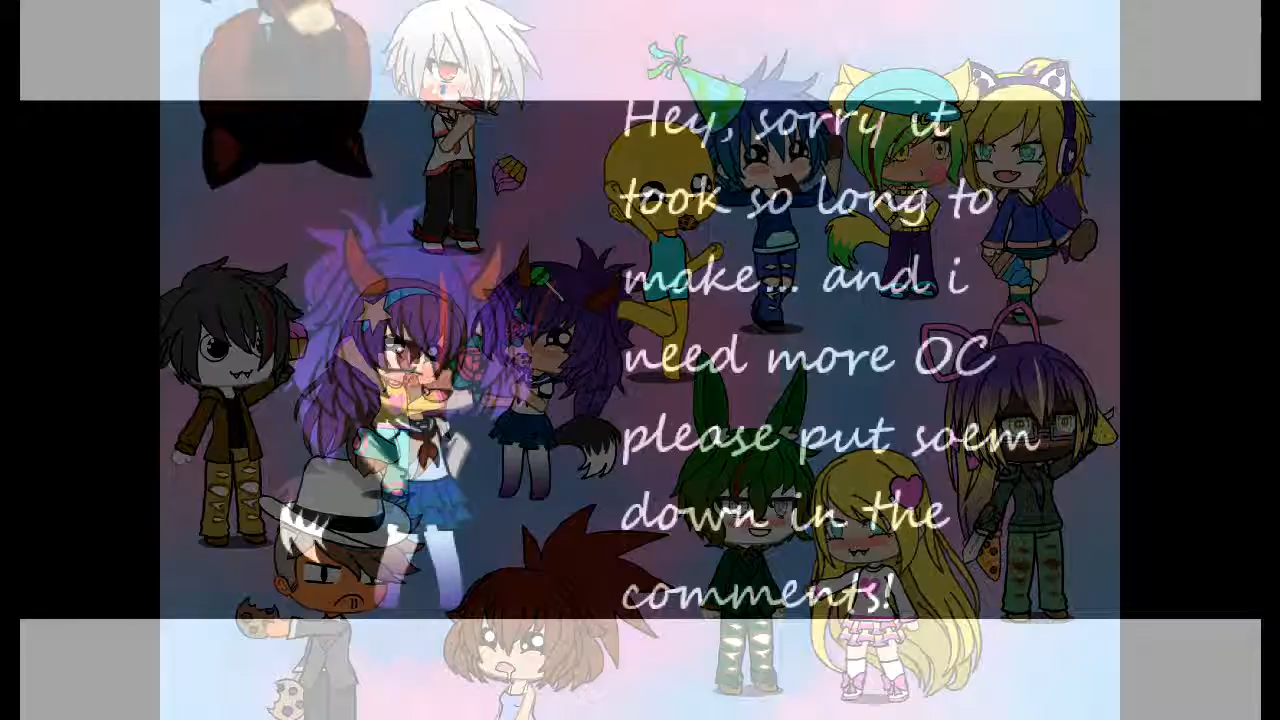 Hey, sorry it
took so long to
make... and i
need more OC
please put soem
down in the
comments!